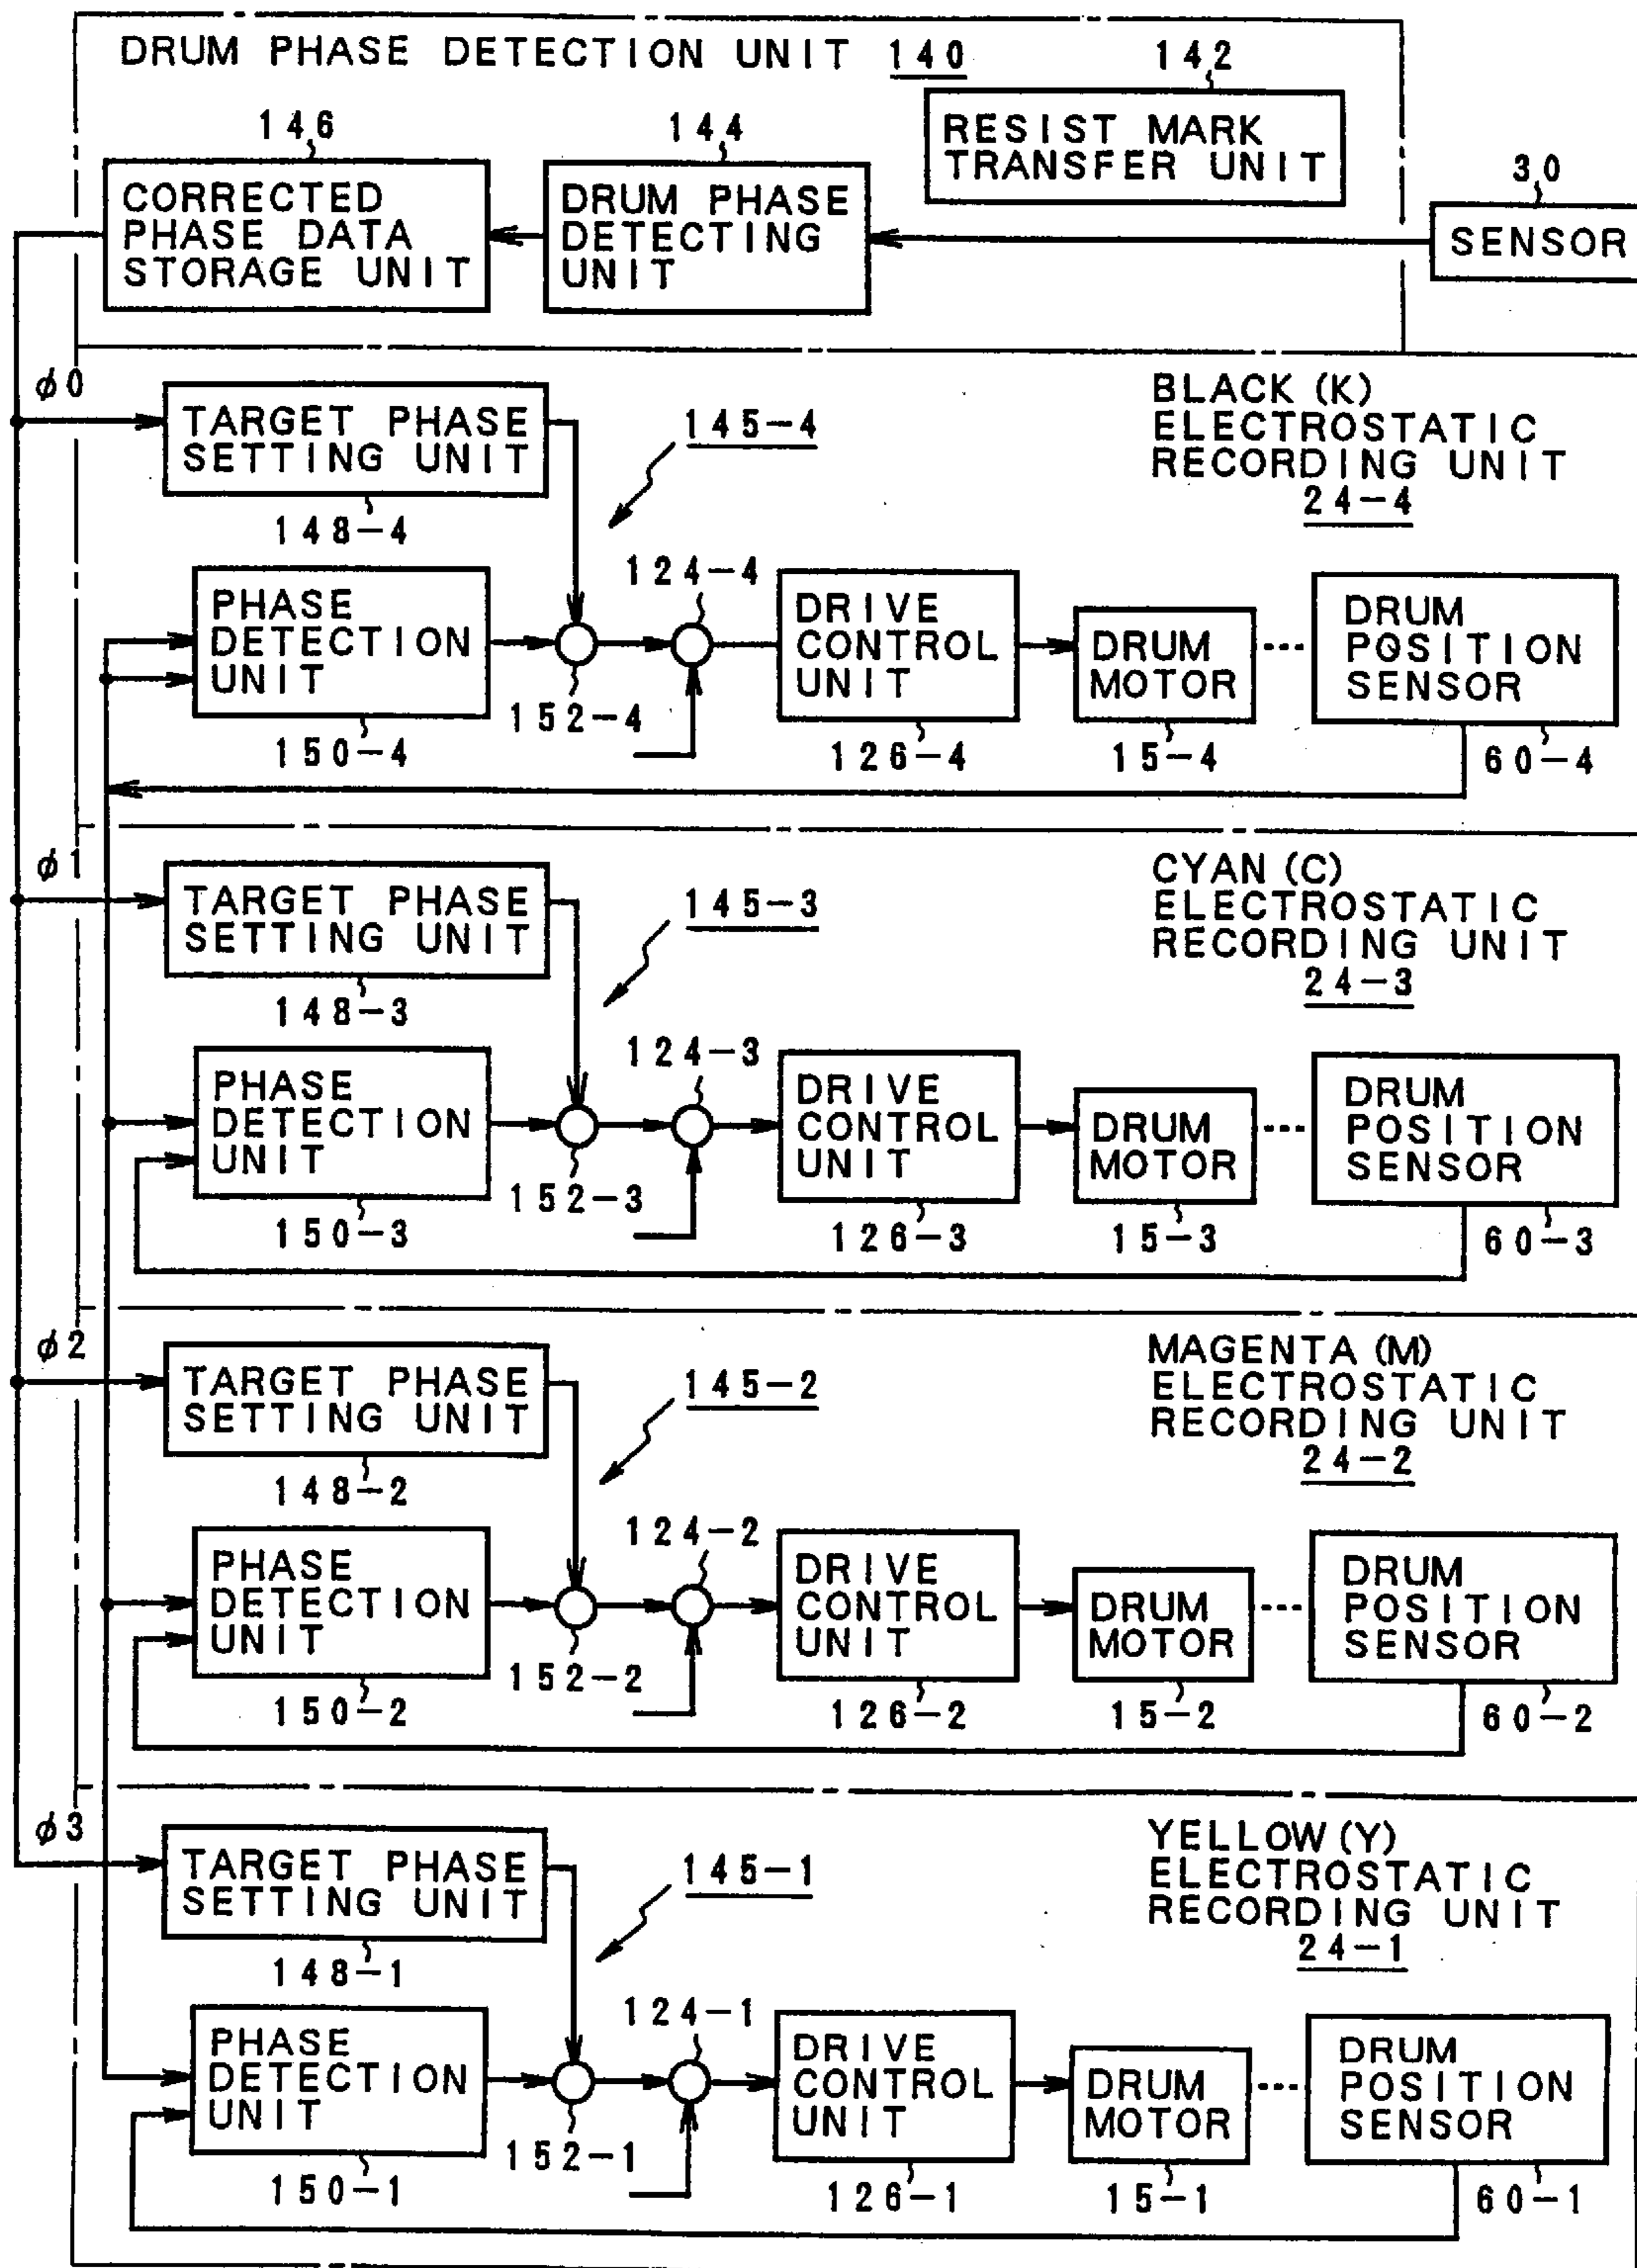 DRUM PHASE DETECTION UNIT 140
142
RESIST MARK
TRANSFER UNIT
146
CORRECTED
PHASE DATA
STORAGE UNIT
144
DRUM PHASE
DETECTING
UNIT
30
SENSOR
φ0
TARGET PHASE
SETTING UNIT
148-4
145-4
BLACK (K)
ELECTROSTATIC
RECORDING UNIT
24-4
PHASE
DETECTION
UNIT
150-4
152-4
124-4
DRIVE
CONTROL
UNIT
126-4
DRUM
MOTOR
15-4
DRUM
POSITION
SENSOR
60-4
φ1
TARGET PHASE
SETTING UNIT
148-3
145-3
CYAN (C)
ELECTROSTATIC
RECORDING UNIT
24-3
PHASE
DETECTION
UNIT
150-3
152-3
124-3
DRIVE
CONTROL
UNIT
126-3
DRUM
MOTOR
15-3
DRUM
POSITION
SENSOR
60-3
φ2
TARGET PHASE
SETTING UNIT
148-2
145-2
MAGENTA (M)
ELECTROSTATIC
RECORDING UNIT
24-2
PHASE
DETECTION
UNIT
150-2
152-2
124-2
DRIVE
CONTROL
UNIT
126-2
DRUM
MOTOR
15-2
DRUM
POSITION
SENSOR
60-2
φ3
TARGET PHASE
SETTING UNIT
148-1
145-1
YELLOW (Y)
ELECTROSTATIC
RECORDING UNIT
24-1
PHASE
DETECTION
UNIT
150-1
152-1
124-1
DRIVE
CONTROL
UNIT
126-1
DRUM
MOTOR
15-1
DRUM
POSITION
SENSOR
60-1